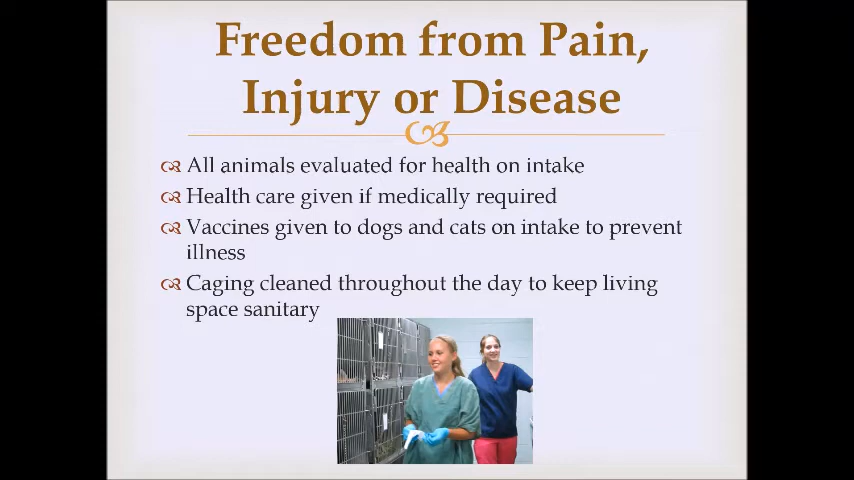 Freedom from Pain,
Injury or Disease
All animals evaluated for health on intake
Health care given if medically required
Vaccines given to dogs and cats on intake to prevent
illness
Caging cleaned throughout the day to keep living
space sanitary